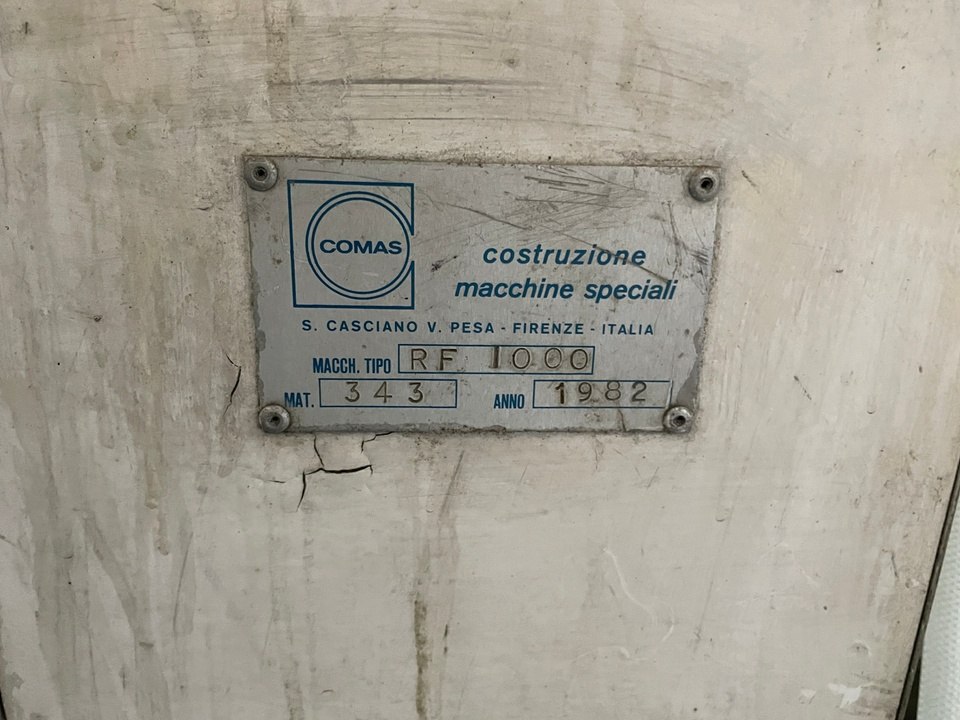 COMAS
costruzione
macchine speciali
S. CASCIANO V. PESA - FIRENZE - ITALIA
MACCH. TIPO RF 1000
MAT. 343 ANNO 1982